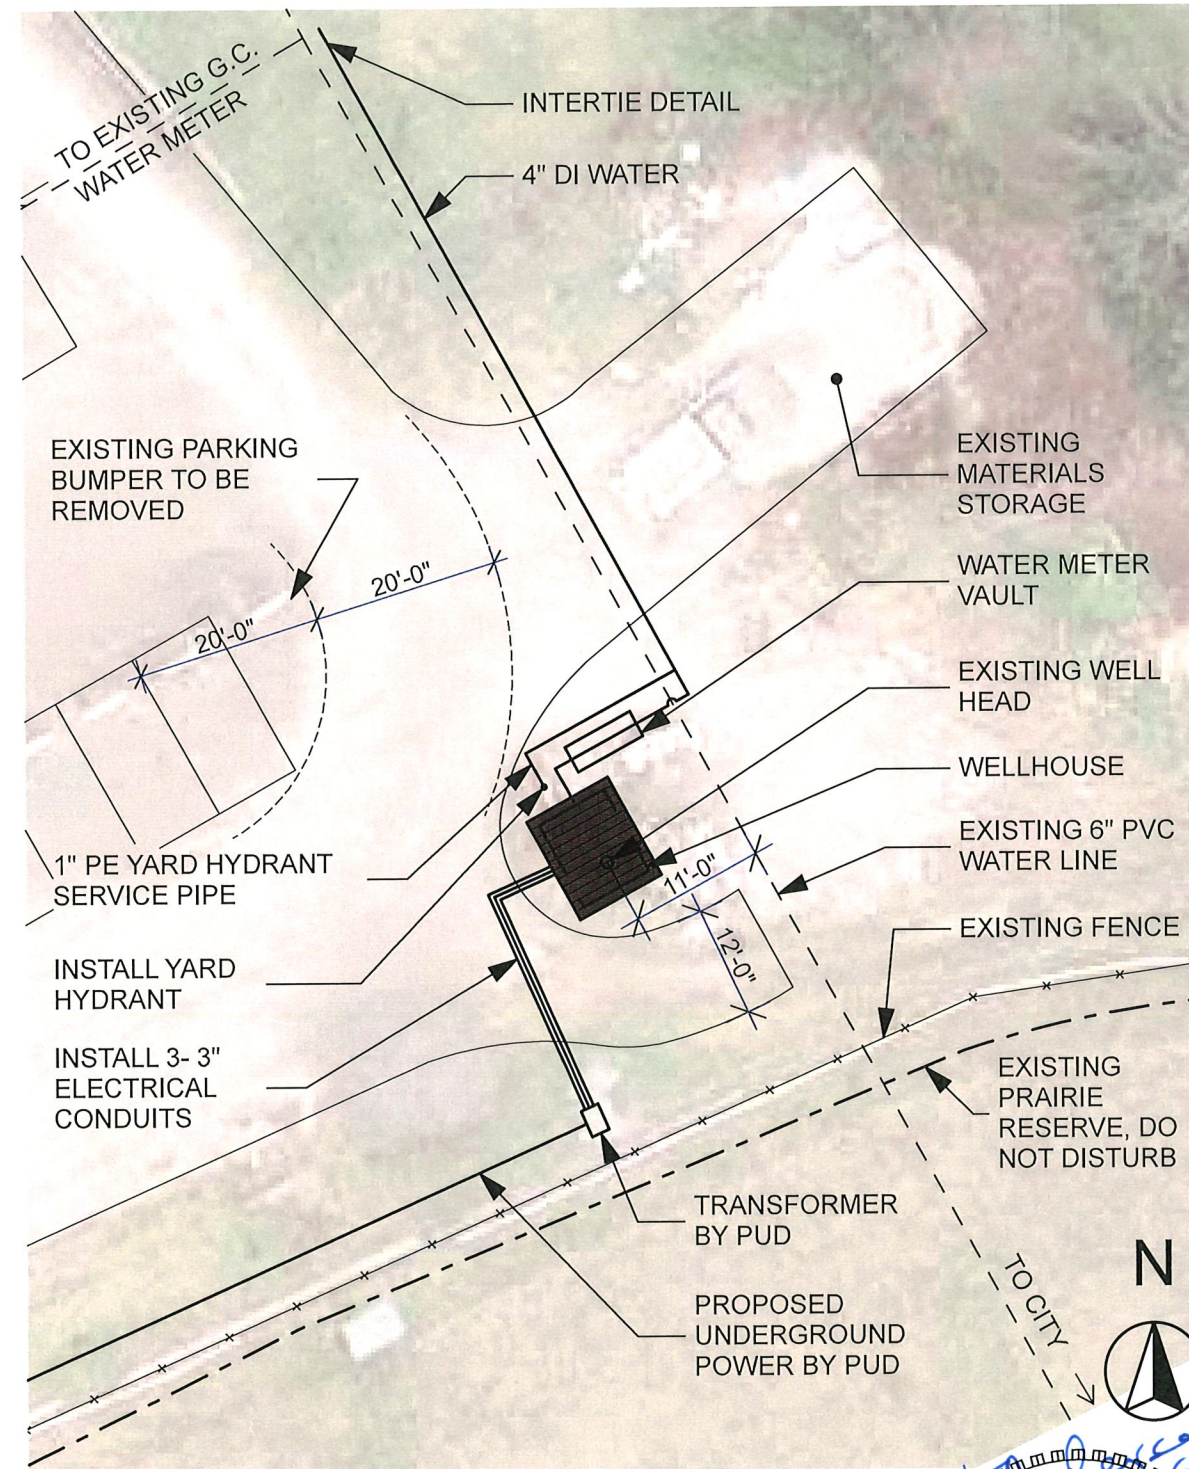 TO EXISTING G.C.
WATER METER
INTERTIE DETAIL
4" DI WATER
EXISTING PARKING
BUMPER TO BE
REMOVED
20'-0"
20'-0"
EXISTING
MATERIALS
STORAGE
WATER METER
VAULT
EXISTING WELL
HEAD
WELLHOUSE
EXISTING 6" PVC
WATER LINE
11'-0"
12'-0"
1" PE YARD HYDRANT
SERVICE PIPE
EXISTING FENCE
INSTALL YARD
HYDRANT
INSTALL 3- 3"
ELECTRICAL
CONDUITS
EXISTING
PRAIRIE
RESERVE, DO
NOT DISTURB
TRANSFORMER
BY PUD
PROPOSED
UNDERGROUND
POWER BY PUD
TO CITY
N